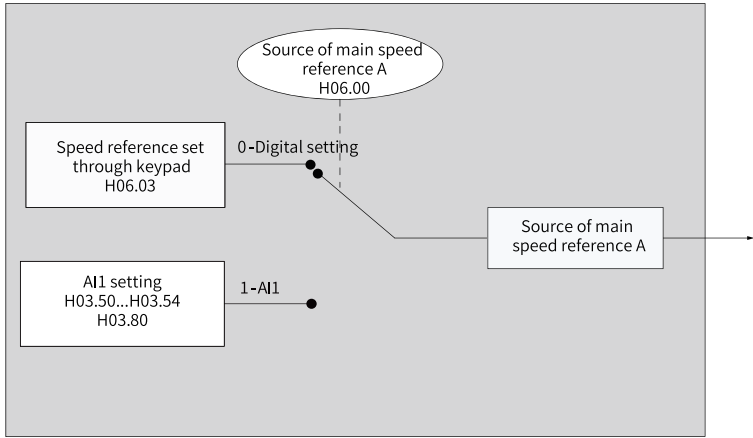 Source of main speed
reference A
H06.00
Speed reference set
through keypad
H06.03
0-Digital setting
Source of main
speed reference A
AI1 setting
H03.50...H03.54
H03.80
1-AI1